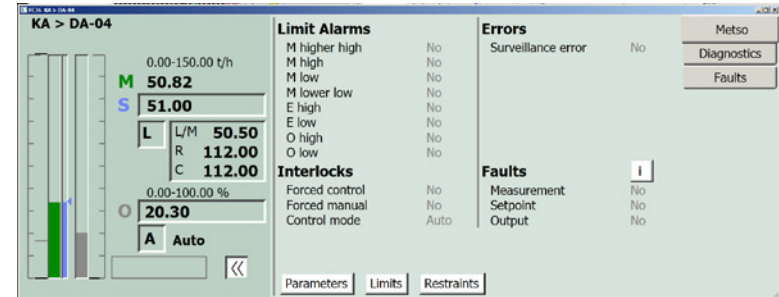 KA > DA-04
0.00-150.00 t/h
M 50.82
S 51.00
L
L/M 50.50
R 112.00
C 112.00
0.00-100.00 %
O 20.30
A Auto
Limit Alarms
M higher high No
M high No
M low No
M lower low No
E high No
E low No
O high No
O low No
Interlocks
Forced control No
Forced manual No
Control mode Auto
Parameters Limits Restraints
Errors
Surveillance error No
Faults i
Measurement No
Setpoint No
Output No
Metso
Diagnostics
Faults